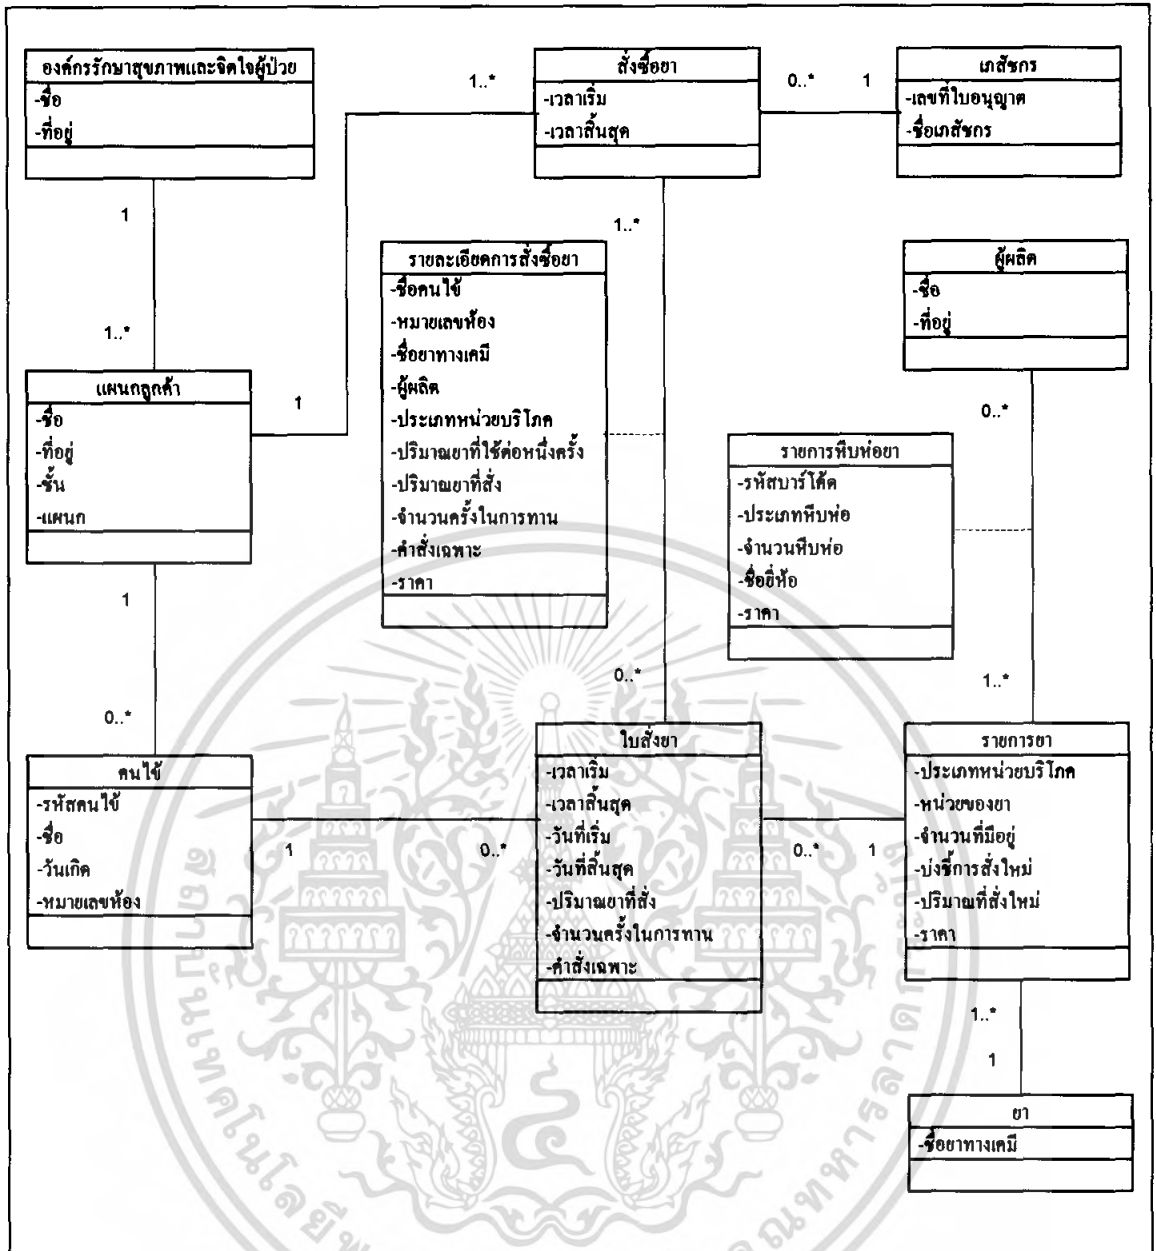 องค์กรรักษาสุขภาพและจิตใจผู้ป่วย
-ชื่อ
-ที่อยู่
1
1..*
สั่งซื้อยา
-เวลาเริ่ม
-เวลาสิ้นสุด
0..*
1
เภสัชกร
-เลขที่ใบอนุญาต
-ชื่อเภสัชกร
1..*
1..*
รายละเอียดการสั่งซื้อยา
-ชื่อคนไข้
-หมายเลขห้อง
-ชื่อยาทางเคมี
-ผู้ผลิต
-ประเภทหน่วยบริโภค
-ปริมาณยาที่ใช้ต่อหนึ่งครั้ง
-ปริมาณยาที่สั่ง
-จำนวนครั้งในการทาน
-คำสั่งเฉพาะ
-ราคา
ผู้ผลิต
-ชื่อ
-ที่อยู่
แผนกลูกค้า
-ชื่อ
-ที่อยู่
-ชั้น
-แผนก
1
0..*
รายการหีบห่อยา
-รหัสบาร์โค้ด
-ประเภทหีบห่อ
-จำนวนหีบห่อ
-ชื่อยี่ห้อ
-ราคา
1
0..*
0..*
1..*
คนไข้
-รหัสคนไข้
-ชื่อ
-วันเกิด
-หมายเลขห้อง
1
0..*
ใบสั่งยา
-เวลาเริ่ม
-เวลาสิ้นสุด
-วันที่เริ่ม
-วันที่สิ้นสุด
-ปริมาณยาที่สั่ง
-จำนวนครั้งในการทาน
-คำสั่งเฉพาะ
0..*
1
รายการยา
-ประเภทหน่วยบริโภค
-หน่วยของยา
-จำนวนที่มีอยู่
-บ่งชี้การสั่งใหม่
-ปริมาณที่สั่งใหม่
-ราคา
1..*
1
ยา
-ชื่อยาทางเคมี